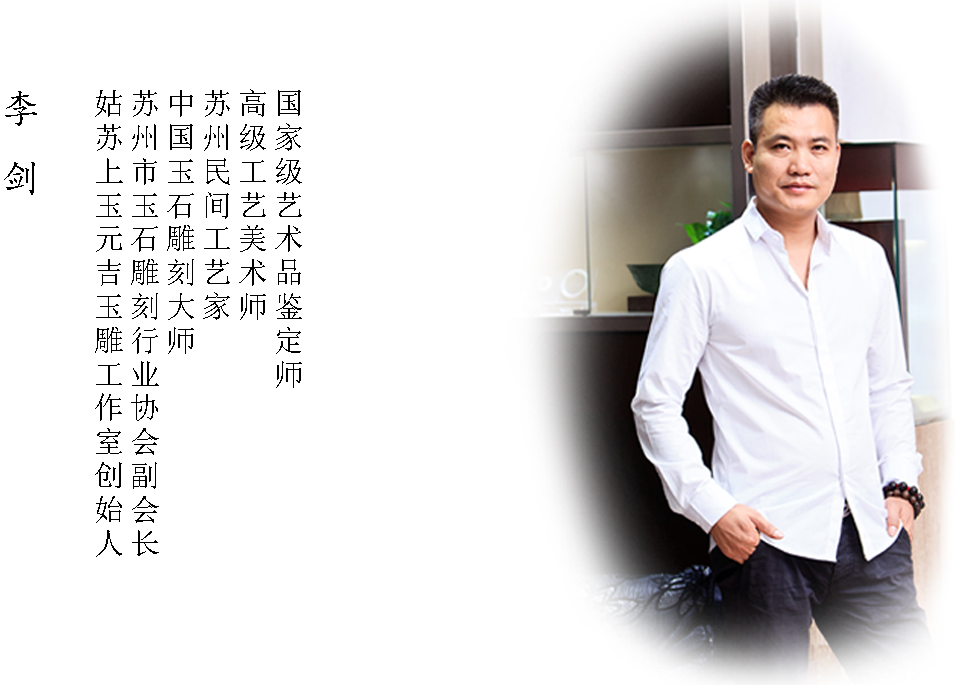 国家级艺术品鉴定师
高级工艺美术师
苏州民间工艺家
中国玉石雕刻大师
苏州市玉石雕刻行业协会副会长
姑苏上玉元吉玉雕工作室创始人
李剑